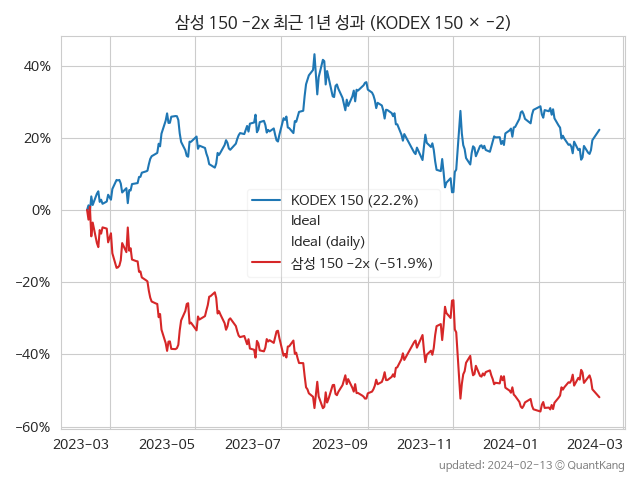 삼성 150 −2x 최근 1년 성과 (KODEX 150 × −2)
40%
20%
0%
−20%
−40%
−60%
KODEX 150 (22.2%)
Ideal
Ideal (daily)
삼성 150 −2x (−51.9%)
2023-03
2023-05
2023-07
2023-09
2023-11
2024-01
2024-03
updated: 2024-02-13 © QuantKang